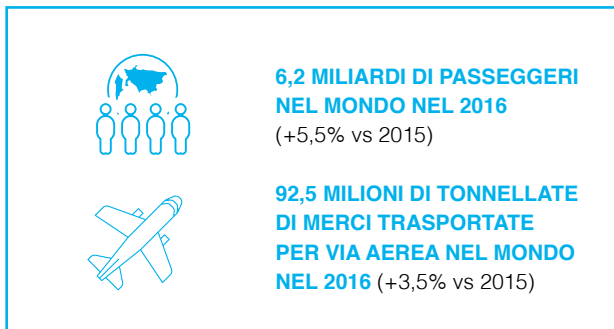 6,2 MILIARDI DI PASSEGGERI
NEL MONDO NEL 2016
(+5,5% vs 2015)
92,5 MILIONI DI TONNELLATE
DI MERCI TRASPORTATE
PER VIA AEREA NEL MONDO
NEL 2016 (+3,5% vs 2015)